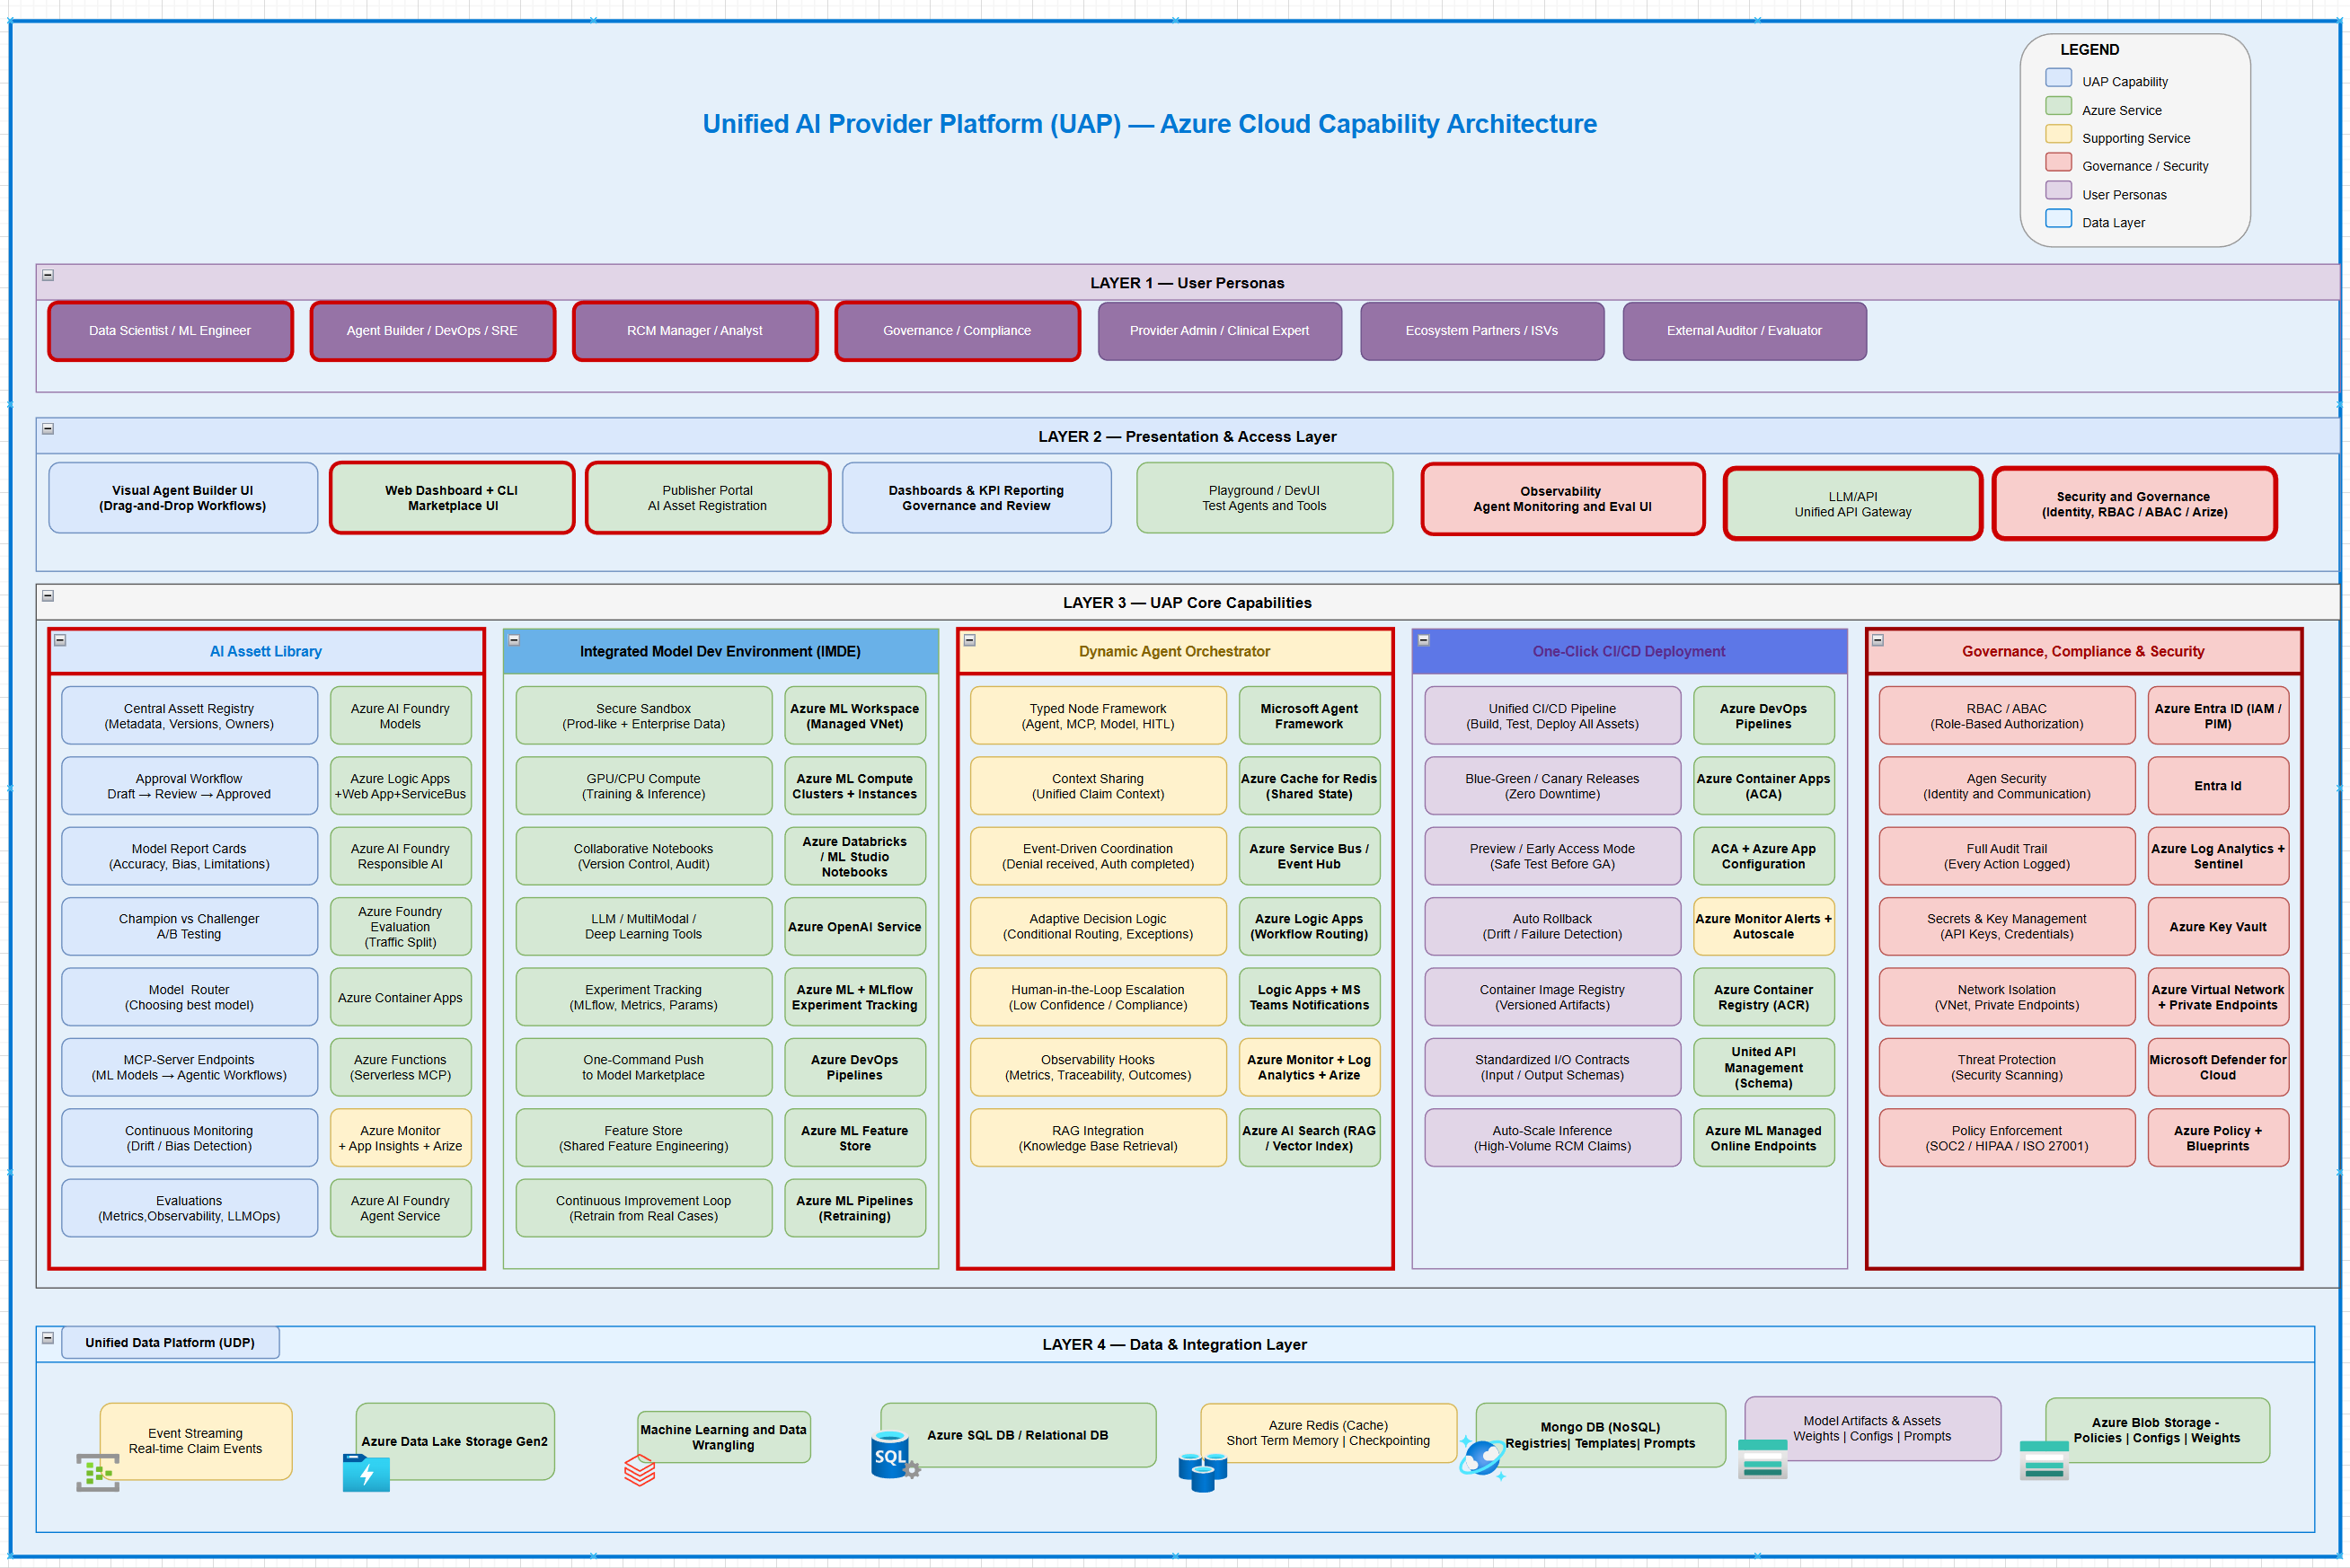 LEGEND
UAP Capability
Azure Service
Supporting Service
Governance / Security
User Personas
Data Layer
Unified AI Provider Platform (UAP) — Azure Cloud Capability Architecture
LAYER 1 — User Personas
Data Scientist / ML Engineer
Agent Builder / DevOps / SRE
RCM Manager / Analyst
Governance / Compliance
Provider Admin / Clinical Expert
Ecosystem Partners / ISVs
External Auditor / Evaluator
LAYER 2 — Presentation & Access Layer
Visual Agent Builder UI
(Drag-and-Drop Workflows)
Web Dashboard + CLI
Marketplace UI
Publisher Portal
AI Asset Registration
Dashboards & KPI Reporting
Governance and Review
Playground / DevUI
Test Agents and Tools
Observability
Agent Monitoring and Eval UI
LLM/API
Unified API Gateway
Security and Governance
(Identity, RBAC / ABAC / Arize)
LAYER 3 — UAP Core Capabilities
AI Assett Library
Central Assett Registry
(Metadata, Versions, Owners)
Azure AI Foundry
Models
Approval Workflow
Draft → Review → Approved
Azure Logic Apps
+Web App+ServiceBus
Model Report Cards
(Accuracy, Bias, Limitations)
Azure AI Foundry
Responsible AI
Champion vs Challenger
A/B Testing
Azure Foundry
Evaluation
(Traffic Split)
Model Router
(Choosing best model)
Azure Container Apps
MCP-Server Endpoints
(ML Models → Agentic Workflows)
Azure Functions
(Serverless MCP)
Continuous Monitoring
(Drift / Bias Detection)
Azure Monitor
+ App Insights + Arize
Evaluations
(Metrics,Observability, LLMOps)
Azure AI Foundry
Agent Service
Integrated Model Dev Environment (IMDE)
Secure Sandbox
(Prod-like + Enterprise Data)
Azure ML Workspace
(Managed VNet)
GPU/CPU Compute
(Training & Inference)
Azure ML Compute
Clusters + Instances
Collaborative Notebooks
(Version Control, Audit)
Azure Databricks
/ ML Studio
Notebooks
LLM / MultiModal /
Deep Learning Tools
Azure OpenAI Service
Experiment Tracking
(MLflow, Metrics, Params)
Azure ML + MLflow
Experiment Tracking
One-Command Push
to Model Marketplace
Azure DevOps
Pipelines
Feature Store
(Shared Feature Engineering)
Azure ML Feature
Store
Continuous Improvement Loop
(Retrain from Real Cases)
Azure ML Pipelines
(Retraining)
Dynamic Agent Orchestrator
Typed Node Framework
(Agent, MCP, Model, HITL)
Microsoft Agent
Framework
Context Sharing
(Unified Claim Context)
Azure Cache for Redis
(Shared State)
Event-Driven Coordination
(Denial received, Auth completed)
Azure Service Bus /
Event Hub
Adaptive Decision Logic
(Conditional Routing, Exceptions)
Azure Logic Apps
(Workflow Routing)
Human-in-the-Loop Escalation
(Low Confidence / Compliance)
Logic Apps + MS
Teams Notifications
Observability Hooks
(Metrics, Traceability, Outcomes)
Azure Monitor + Log
Analytics + Arize
RAG Integration
(Knowledge Base Retrieval)
Azure AI Search (RAG
/ Vector Index)
One-Click CI/CD Deployment
Unified CI/CD Pipeline
(Build, Test, Deploy All Assets)
Azure DevOps
Pipelines
Blue-Green / Canary Releases
(Zero Downtime)
Azure Container Apps
(ACA)
Preview / Early Access Mode
(Safe Test Before GA)
ACA + Azure App
Configuration
Auto Rollback
(Drift / Failure Detection)
Azure Monitor Alerts +
Autoscale
Container Image Registry
(Versioned Artifacts)
Azure Container
Registry (ACR)
Standardized I/O Contracts
(Input / Output Schemas)
United API
Management
(Schema)
Auto-Scale Inference
(High-Volume RCM Claims)
Azure ML Managed
Online Endpoints
Governance, Compliance & Security
RBAC / ABAC
(Role-Based Authorization)
Azure Entra ID (IAM /
PIM)
Agen Security
(Identity and Communication)
Entra Id
Full Audit Trail
(Every Action Logged)
Azure Log Analytics +
Sentinel
Secrets & Key Management
(API Keys, Credentials)
Azure Key Vault
Network Isolation
(VNet, Private Endpoints)
Azure Virtual Network
+ Private Endpoints
Threat Protection
(Security Scanning)
Microsoft Defender for
Cloud
Policy Enforcement
(SOC2 / HIPAA / ISO 27001)
Azure Policy +
Blueprints
Unified Data Platform (UDP)
LAYER 4 — Data & Integration Layer
Event Streaming
Real-time Claim Events
Azure Data Lake Storage Gen2
Machine Learning and Data
Wrangling
SQL
Azure SQL DB / Relational DB
Azure Redis (Cache)
Short Term Memory | Checkpointing
Mongo DB (NoSQL)
Registries| Templates| Prompts
Model Artifacts & Assets
Weights | Configs | Prompts
Azure Blob Storage -
Policies | Configs | Weights